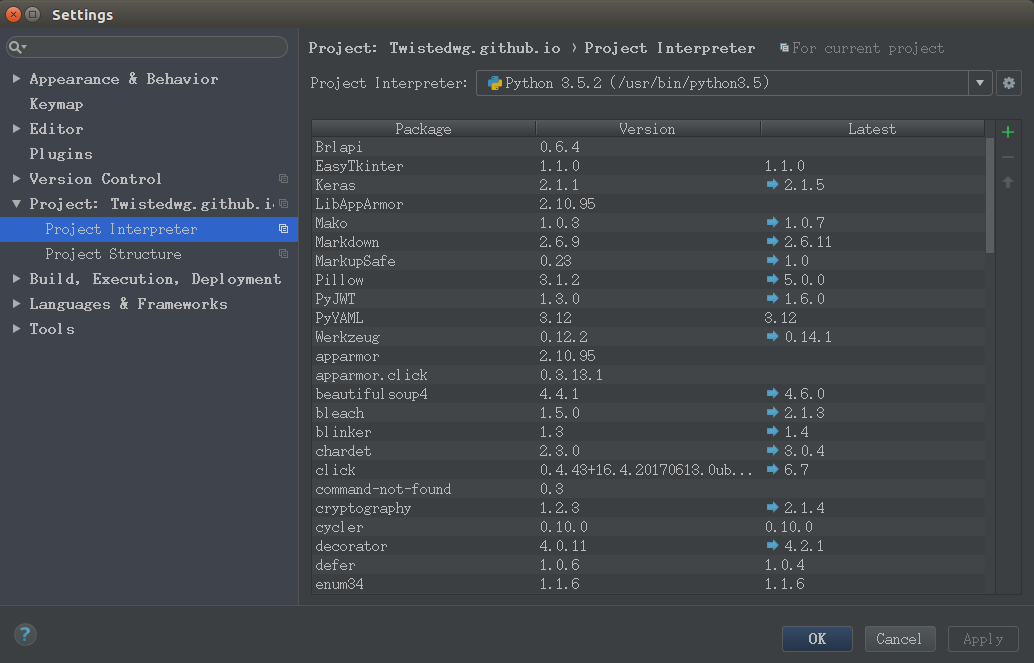 Settings
Appearance & Behavior
Keymap
Editor
Plugins
Version Control
Project: Twistedwg.github.io
Project Interpreter
Project Structure
Build, Execution, Deployment
Languages & Frameworks
Tools
Project: Twistedwg.github.io › Project Interpreter For current project
Project Interpreter: Python 3.5.2 (/usr/bin/python3.5)
Package Version Latest
Brlapi 0.6.4
EasyTkinter 1.1.0 1.1.0
Keras 2.1.1 2.1.5
LibAppArmor 2.10.95
Mako 1.0.3 1.0.7
Markdown 2.6.9 2.6.11
MarkupSafe 0.23 1.0
Pillow 3.1.2 5.0.0
PyJWT 1.3.0 1.6.0
PyYAML 3.12 3.12
Werkzeug 0.12.2 0.14.1
apparmor 2.10.95
apparmor.click 0.3.13.1
beautifulsoup4 4.4.1 4.6.0
bleach 1.5.0 2.1.3
blinker 1.3 1.4
chardet 2.3.0 3.0.4
click 0.4.43+16.4.20170613.0ub... 6.7
command-not-found 0.3
cryptography 1.2.3 2.1.4
cycler 0.10.0 0.10.0
decorator 4.0.11 4.2.1
defer 1.0.6 1.0.4
enum34 1.1.6 1.1.6
?
OK Cancel Apply